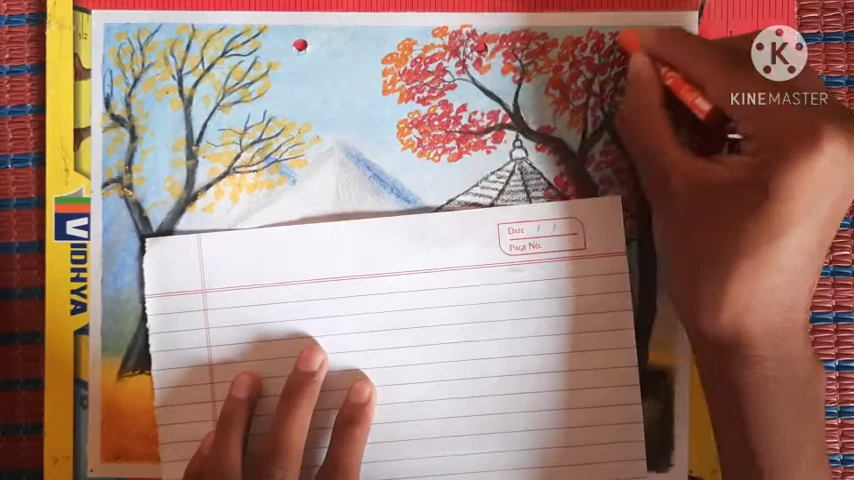 K
KINEMASTER
VIDHYA
DATE
PAGE NO.